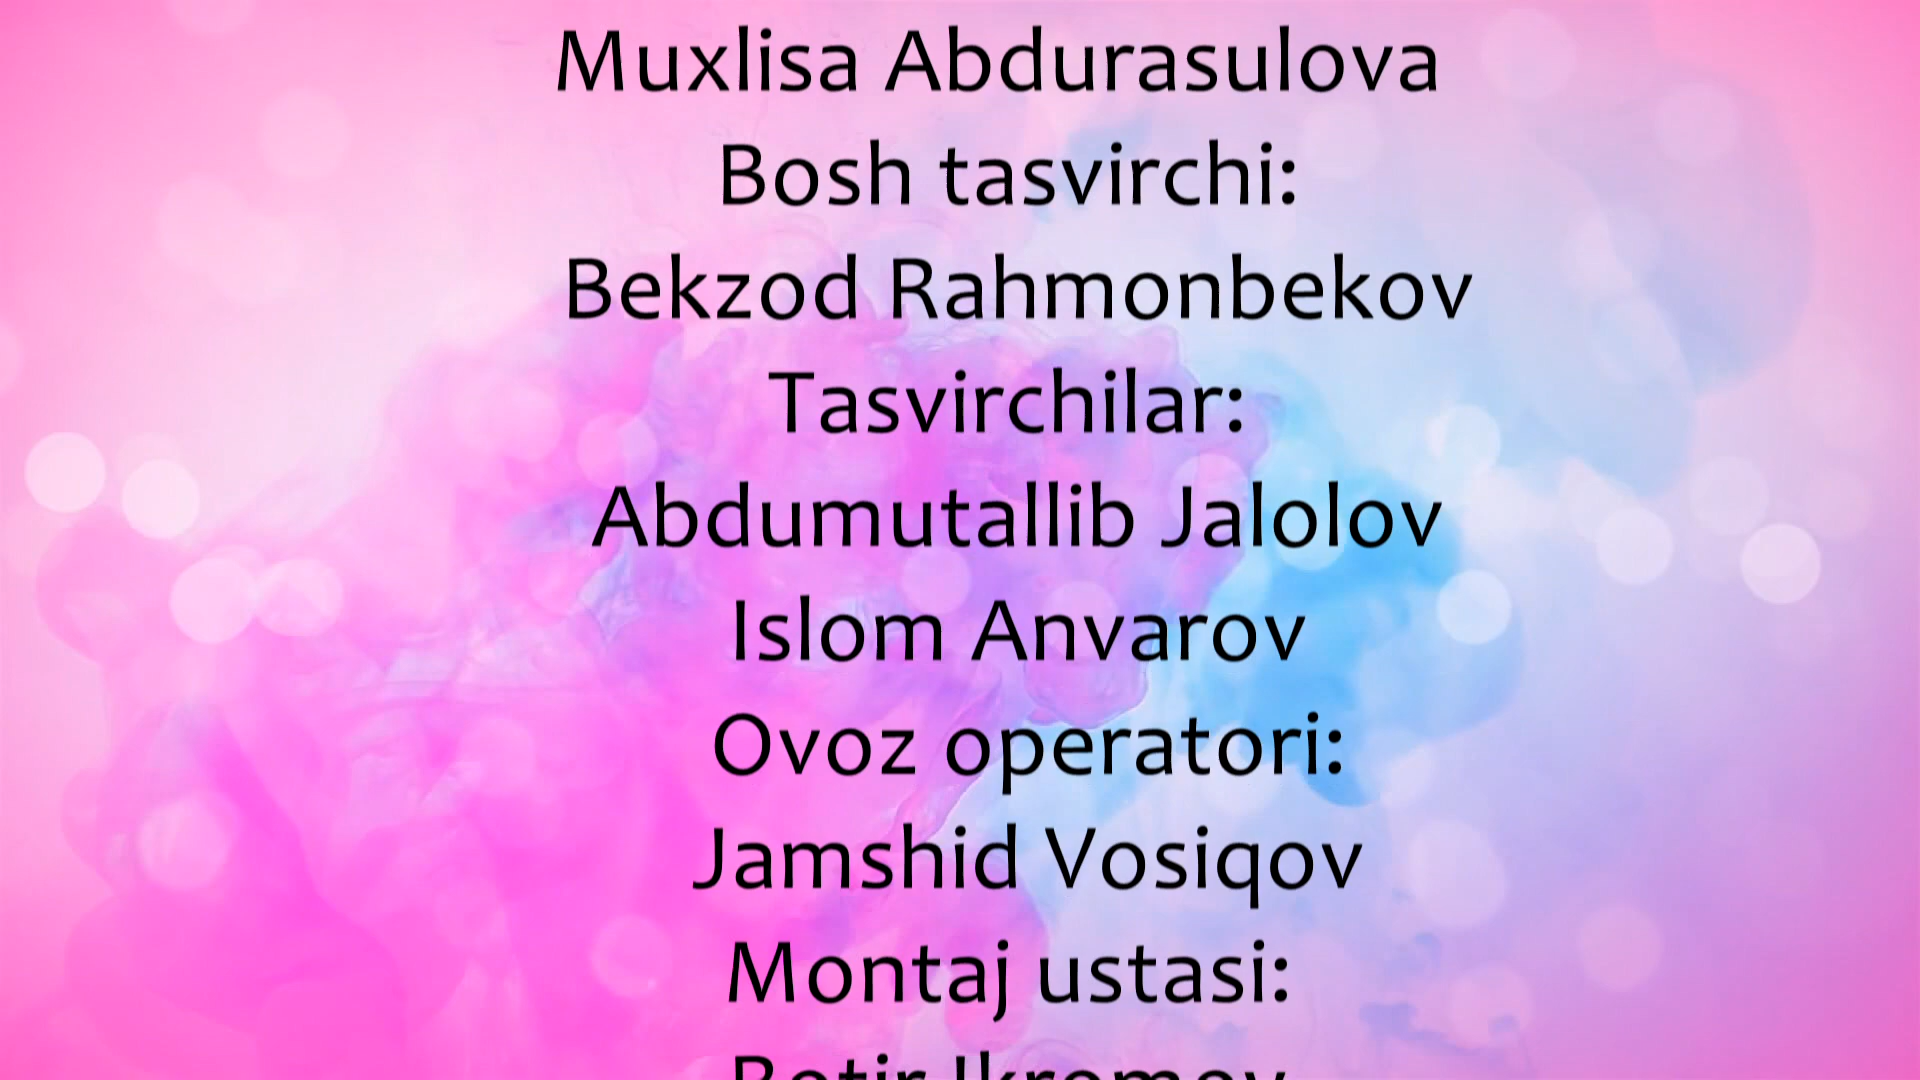 Muxlisa Abdurasulova
Bosh tasvirchi:
Bekzod Rahmonbekov
Tasvirchilar:
Abdumutallib Jalolov
Islom Anvarov
Ovoz operatori:
Jamshid Vosiqov
Montaj ustasi: